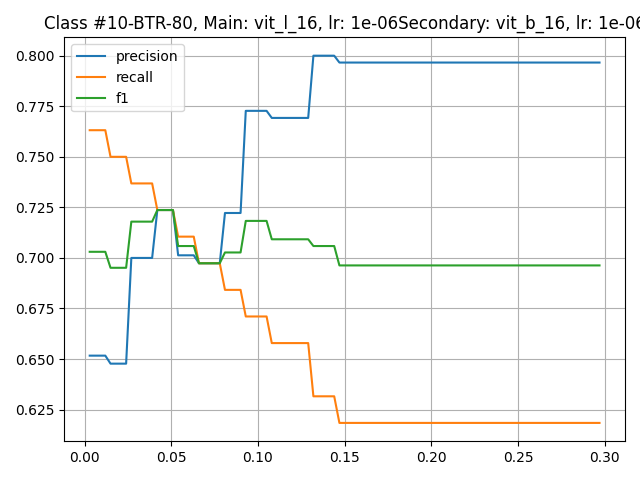 Class #10-BTR-80, Main: vit_l_16, lr: 1e-06Secondary: vit_b_16, lr: 1e-06
precision
recall
f1
0.800
0.775
0.750
0.725
0.700
0.675
0.650
0.625
0.00 0.05 0.10 0.15 0.20 0.25 0.30